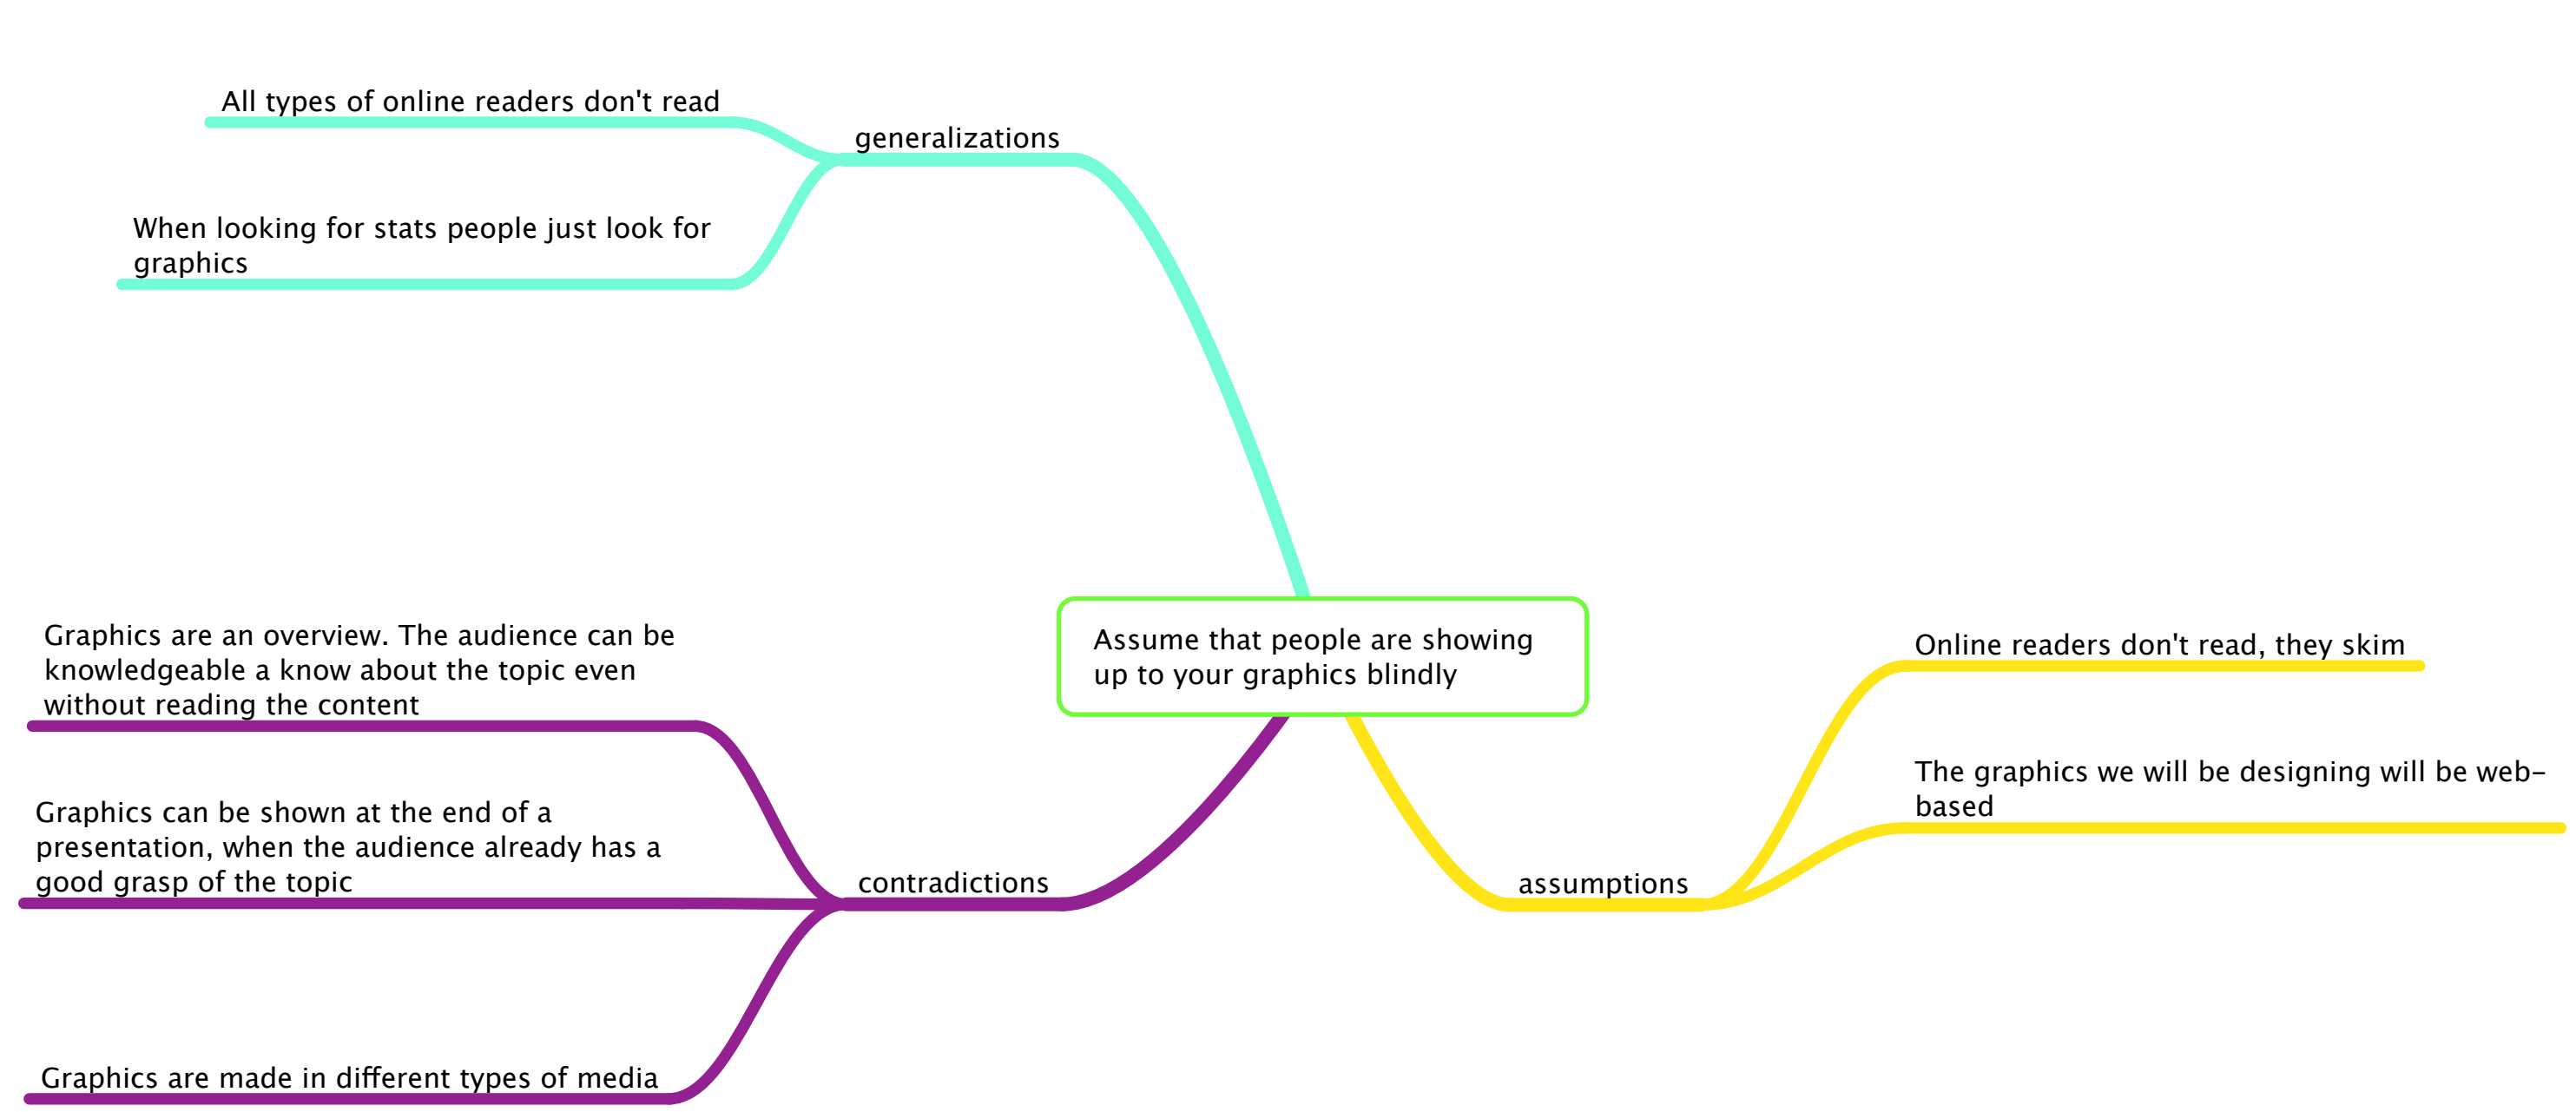 All types of online readers don't read
generalizations
When looking for stats people just look for
graphics
Assume that people are showing
up to your graphics blindly
Graphics are an overview. The audience can be
knowledgeable a know about the topic even
without reading the content
Graphics can be shown at the end of a
presentation, when the audience already has a
good grasp of the topic
contradictions
Graphics are made in different types of media
Online readers don't read, they skim
The graphics we will be designing will be web-
based
assumptions